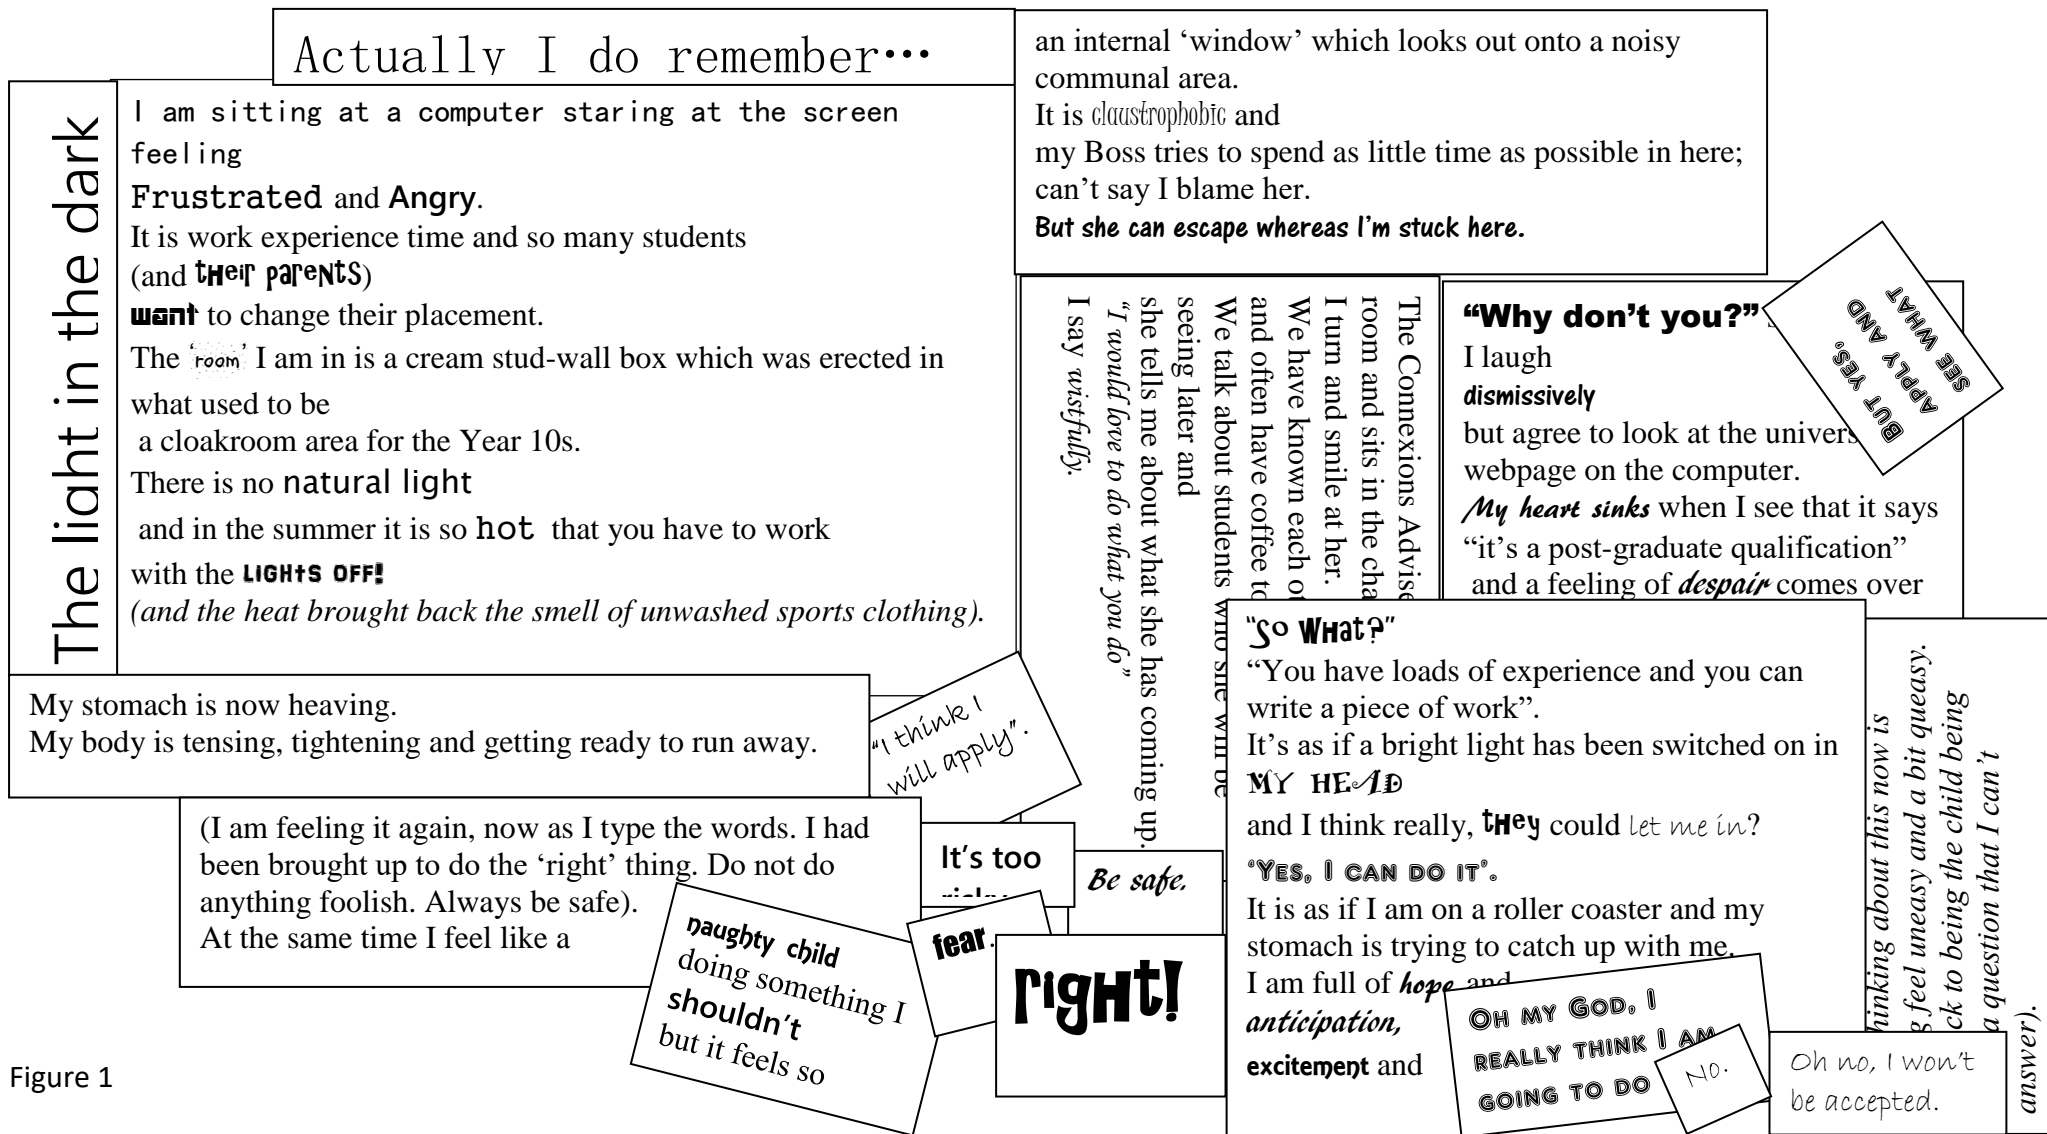 Actually I do remember…
The light in the dark
I am sitting at a computer staring at the screen
feeling
Frustrated and Angry.
It is work experience time and so many students
(and their parents)
want to change their placement.
The ‘room’ I am in is a cream stud-wall box which was erected in
what used to be
a cloakroom area for the Year 10s.
There is no natural light
and in the summer it is so hot that you have to work
with the LIGHTS OFF!
(and the heat brought back the smell of unwashed sports clothing).
an internal ‘window’ which looks out onto a noisy
communal area.
It is claustrophobic and
my Boss tries to spend as little time as possible in here;
can’t say I blame her.
But she can escape whereas I’m stuck here.
The Connexions
room and sits in the
I turn and smile at her.
We have known each
and often have coffee
We talk about students who she will be
seeing later and
she tells me about what she has coming up.
“I would love to do what you do”
I say wistfully.
“Why don’t you?”
I laugh
dismissively
but agree to look at the
webpage on the computer.
My heart sinks when I see that it says
“it’s a post-graduate qualification”
and a feeling of despair comes over
BUT YES,
APPLY AND
SEE WHAT
"So What?"
“You have loads of experience and you can
write a piece of work”.
It’s as if a bright light has been switched on in
MY HEAD
and I think really, they could let me in?
‘YES, I CAN DO IT’.
It is as if I am on a roller coaster and my
stomach is trying to catch up with me.
I am full of hope and
anticipation,
excitement and
OH MY GOD, I
REALLY THINK I AM
GOING TO DO
NO.
Oh no, I won’t
be accepted.
about this now is
feel uneasy and a bit queasy.
to being the child being
a question that I can’t
answer).
My stomach is now heaving.
My body is tensing, tightening and getting ready to run away.
"I think I
will apply".
(I am feeling it again, now as I type the words. I had
been brought up to do the ‘right’ thing. Do not do
anything foolish. Always be safe).
At the same time I feel like a
naughty child
doing something I
shouldn’t
but it feels so
It’s too
Be safe.
fear.
right!
Figure 1